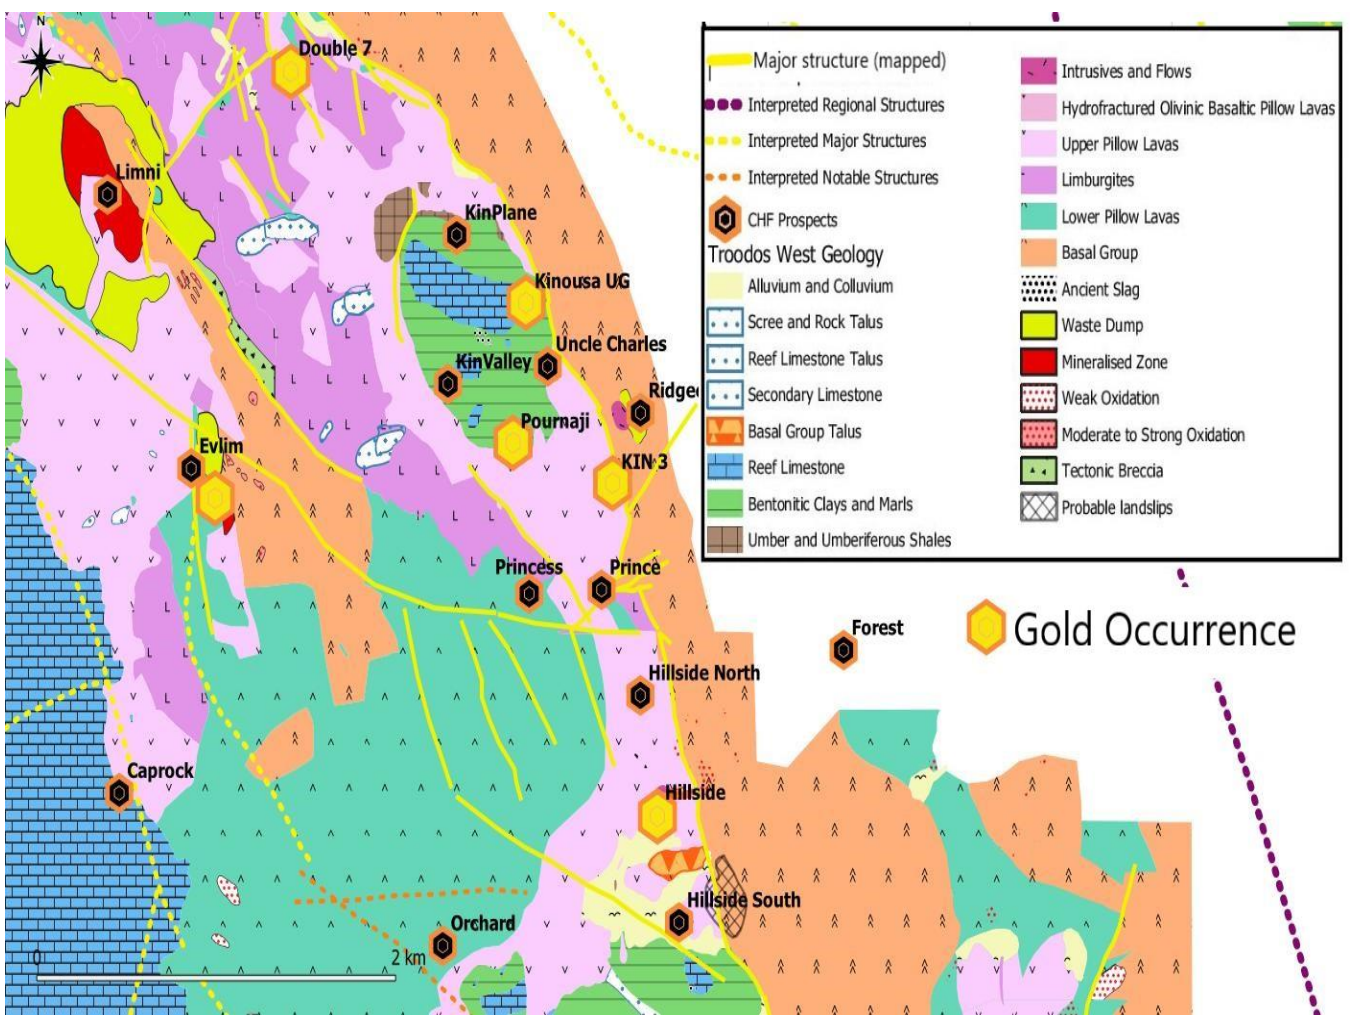 N
Double 7
Limni
KinPlane
Kinousa UG
Uncle Charles
KinValley
Ridge
Pournaji
Evlim
KIN 3
Princess
Prince
Forest
Hillside North
Caprock
Hillside
Hillside South
Orchard
0
2 km
Major structure (mapped)
Interpreted Regional Structures
Interpreted Major Structures
Interpreted Notable Structures
CHF Prospects
Troodos West Geology
Alluvium and Colluvium
Scree and Rock Talus
Reef Limestone Talus
Secondary Limestone
Basal Group Talus
Reef Limestone
Bentonitic Clays and Marls
Umber and Umberiferous Shales
Intrusives and Flows
Hydrofractured Olivinic Basaltic Pillow Lavas
Upper Pillow Lavas
Limburgites
Lower Pillow Lavas
Basal Group
Ancient Slag
Waste Dump
Mineralised Zone
Weak Oxidation
Moderate to Strong Oxidation
Tectonic Breccia
Probable landslips
Gold Occurrence